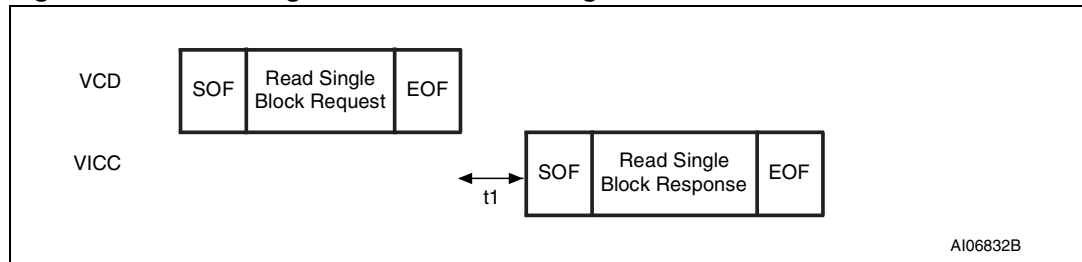 VCD
SOF
Read Single
Block Request
EOF
VICC
t1
SOF
Read Single
Block Response
EOF
AI06832B